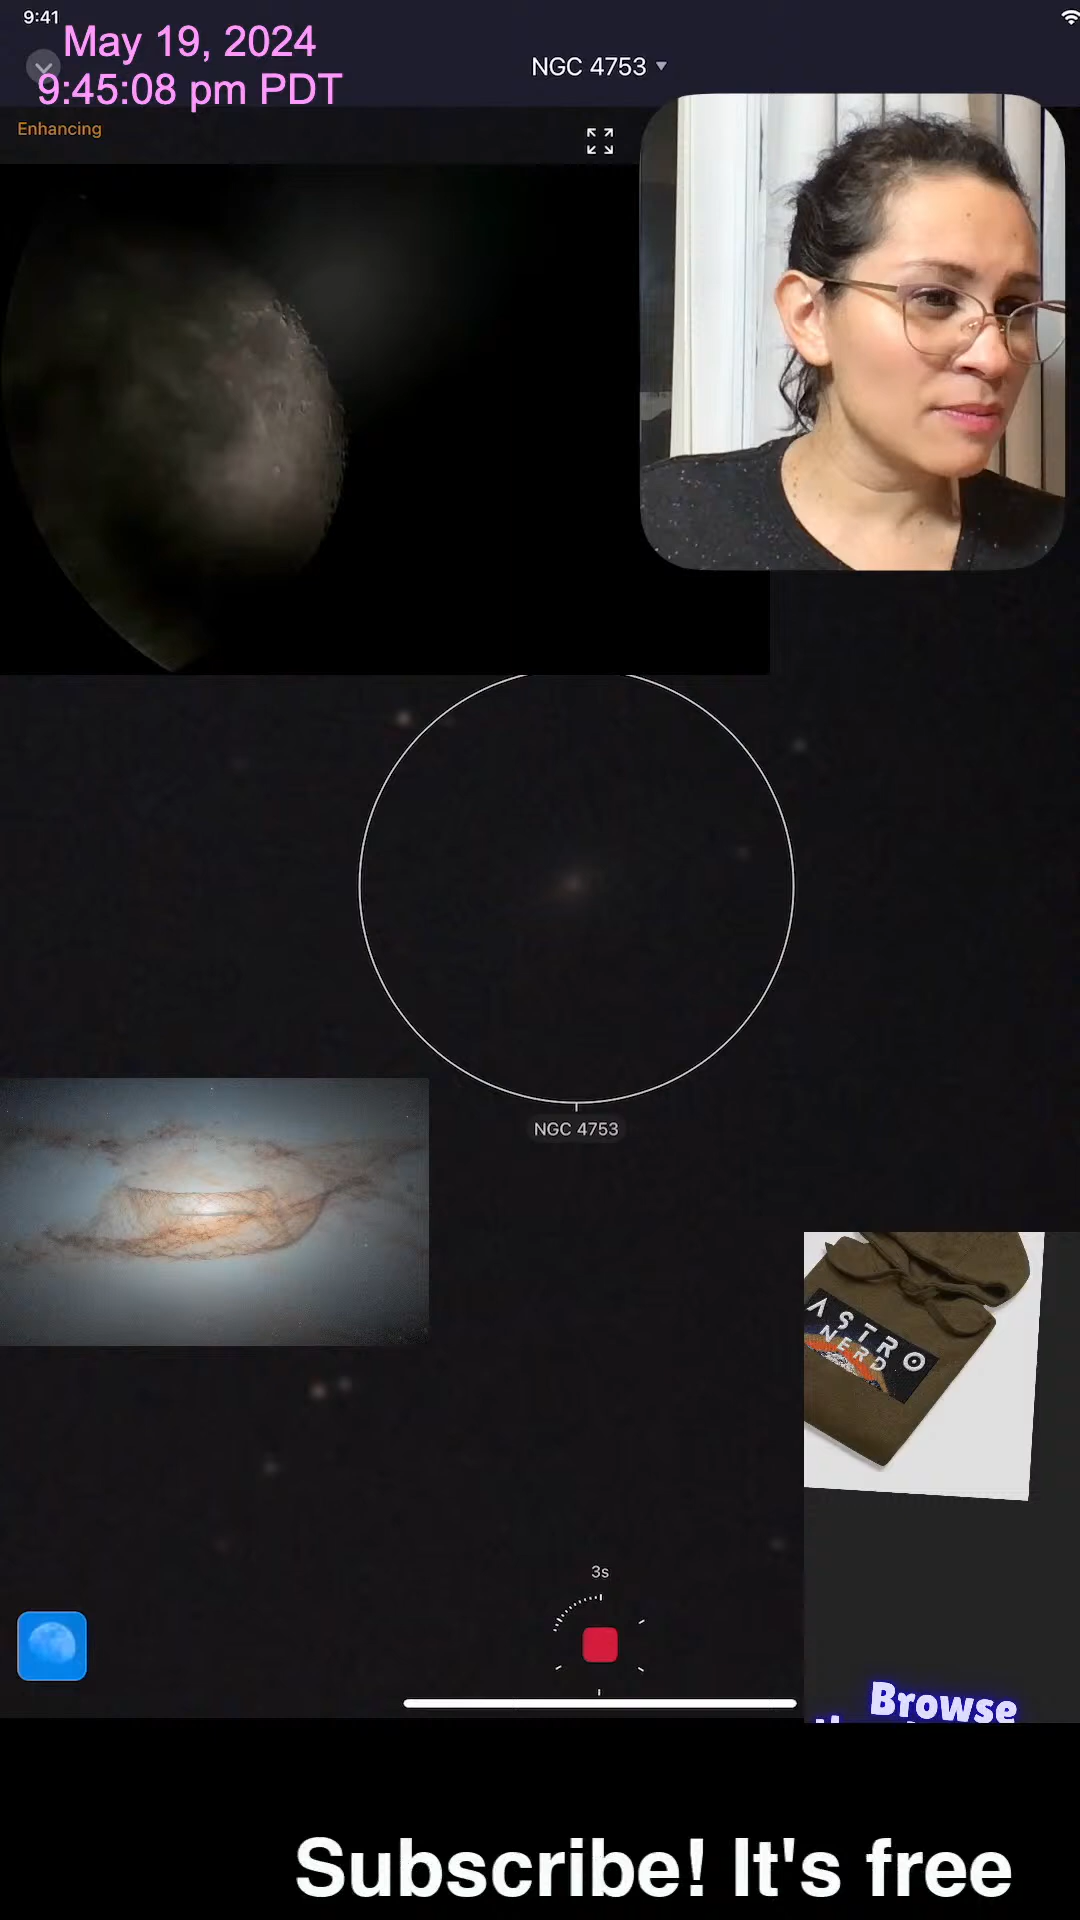 9:41
May 19, 2024
9:45:08 pm PDT
NGC 4753
Enhancing
NGC 4753
ASTRO
NERD
3s
Browse
Subscribe! It's free